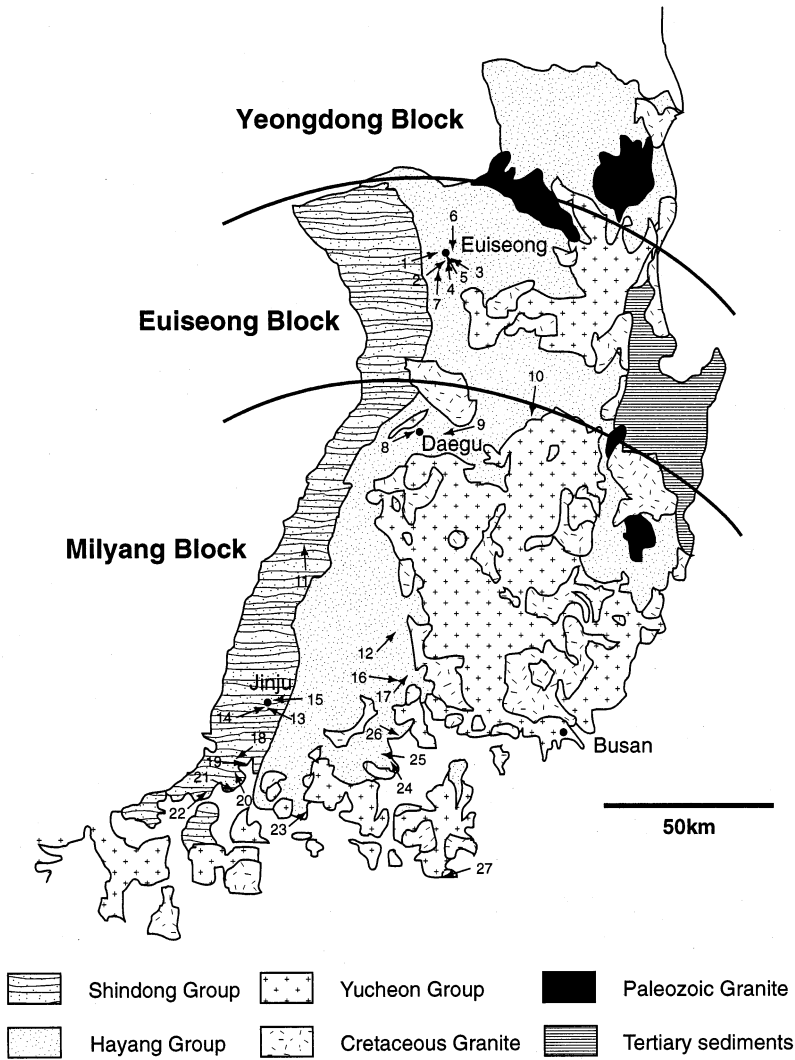 Yeongdong Block
6
Euiseong
1
2
5
3
4
7
Euiseong Block
10
9
8
Daegu
Milyang Block
11
12
16
17
Jinju
15
14
13
26
18
19
25
21
24
20
22
23
Busan
50km
27
Shindong Group
Yucheon Group
Paleozoic Granite
Hayang Group
Cretaceous Granite
Tertiary sediments